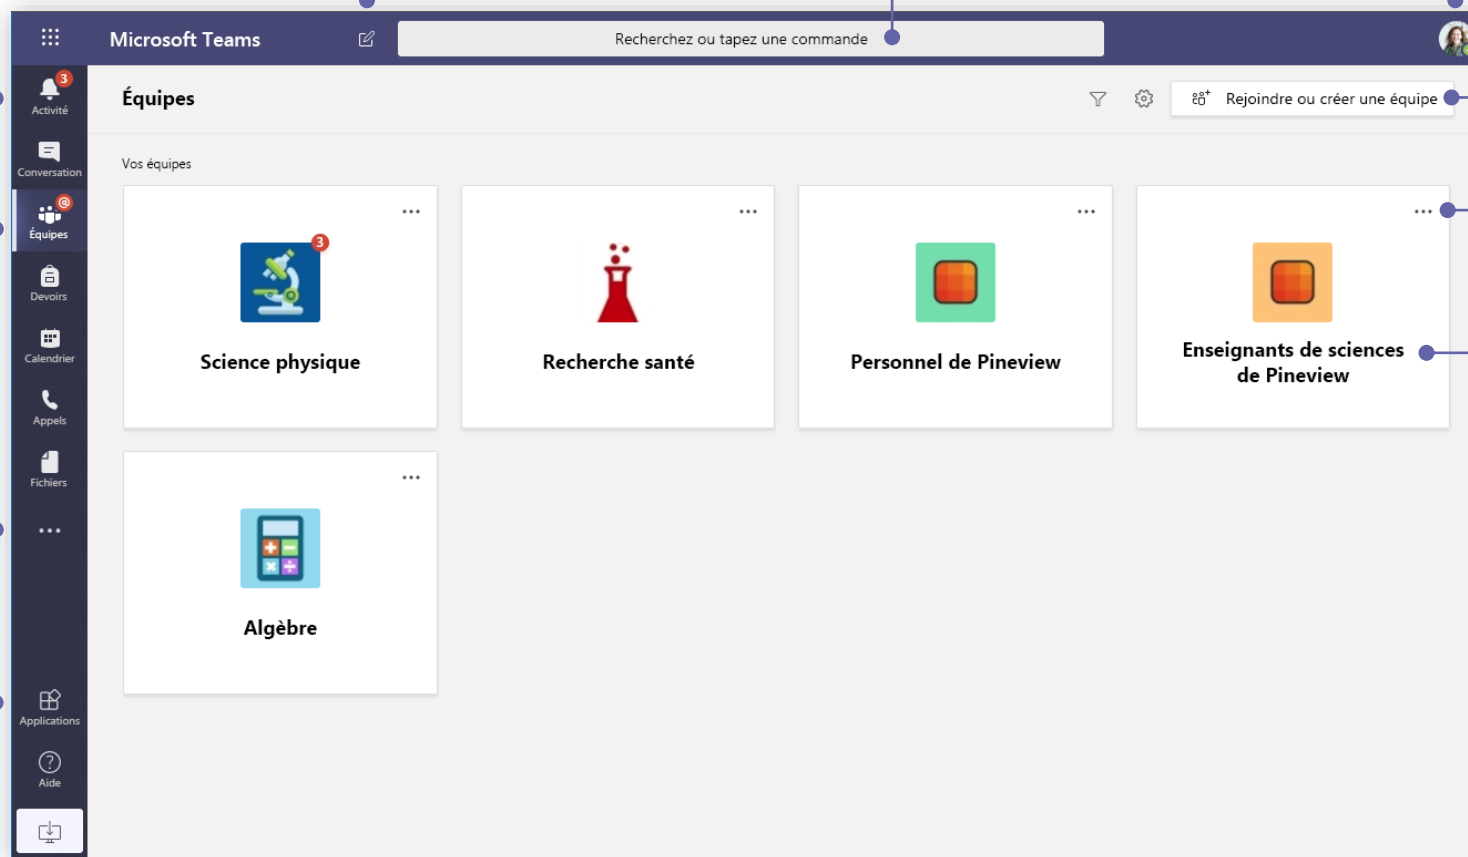 Microsoft Teams
Recherchez ou tapez une commande
3
Activité
Conversation
@
Équipes
Devoirs
Calendrier
Appels
Fichiers
Applications
Aide
Équipes
Rejoindre ou créer une équipe
Vos équipes
3
Science physique
Recherche santé
Personnel de Pineview
Enseignants de sciences
de Pineview
Algèbre